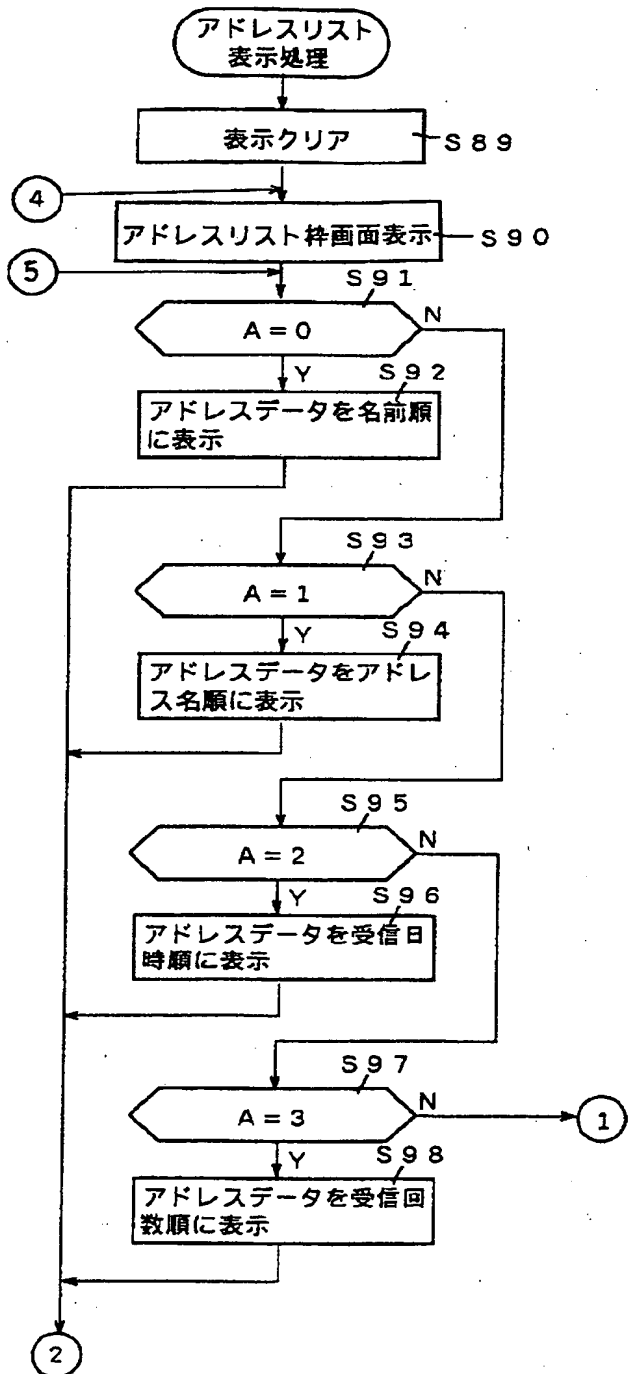 アドレスリスト
表示処理
表示クリア
S89
4
アドレスリスト枠画面表示
S90
5
S91
A=0
N
Y
S92
アドレスデータを名前順
に表示
S93
A=1
N
Y
S94
アドレスデータをアドレ
ス名順に表示
S95
A=2
N
Y
S96
アドレスデータを受信日
時順に表示
S97
A=3
N
1
Y
S98
アドレスデータを受信回
数順に表示
2